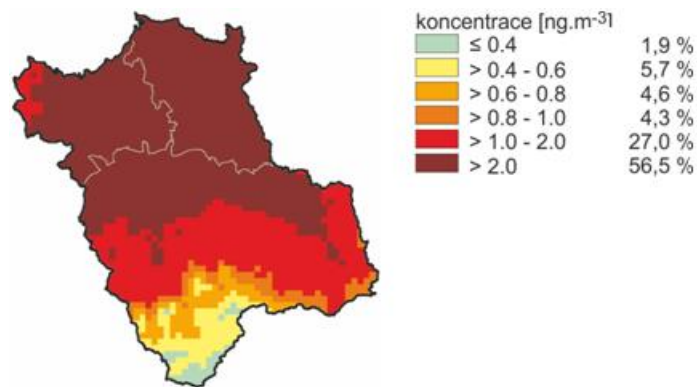 koncentrace [ng.m-3]
≤ 0.4 1,9 %
> 0.4 - 0.6 5,7 %
> 0.6 - 0.8 4,6 %
> 0.8 - 1.0 4,3 %
> 1.0 - 2.0 27,0 %
> 2.0 56,5 %